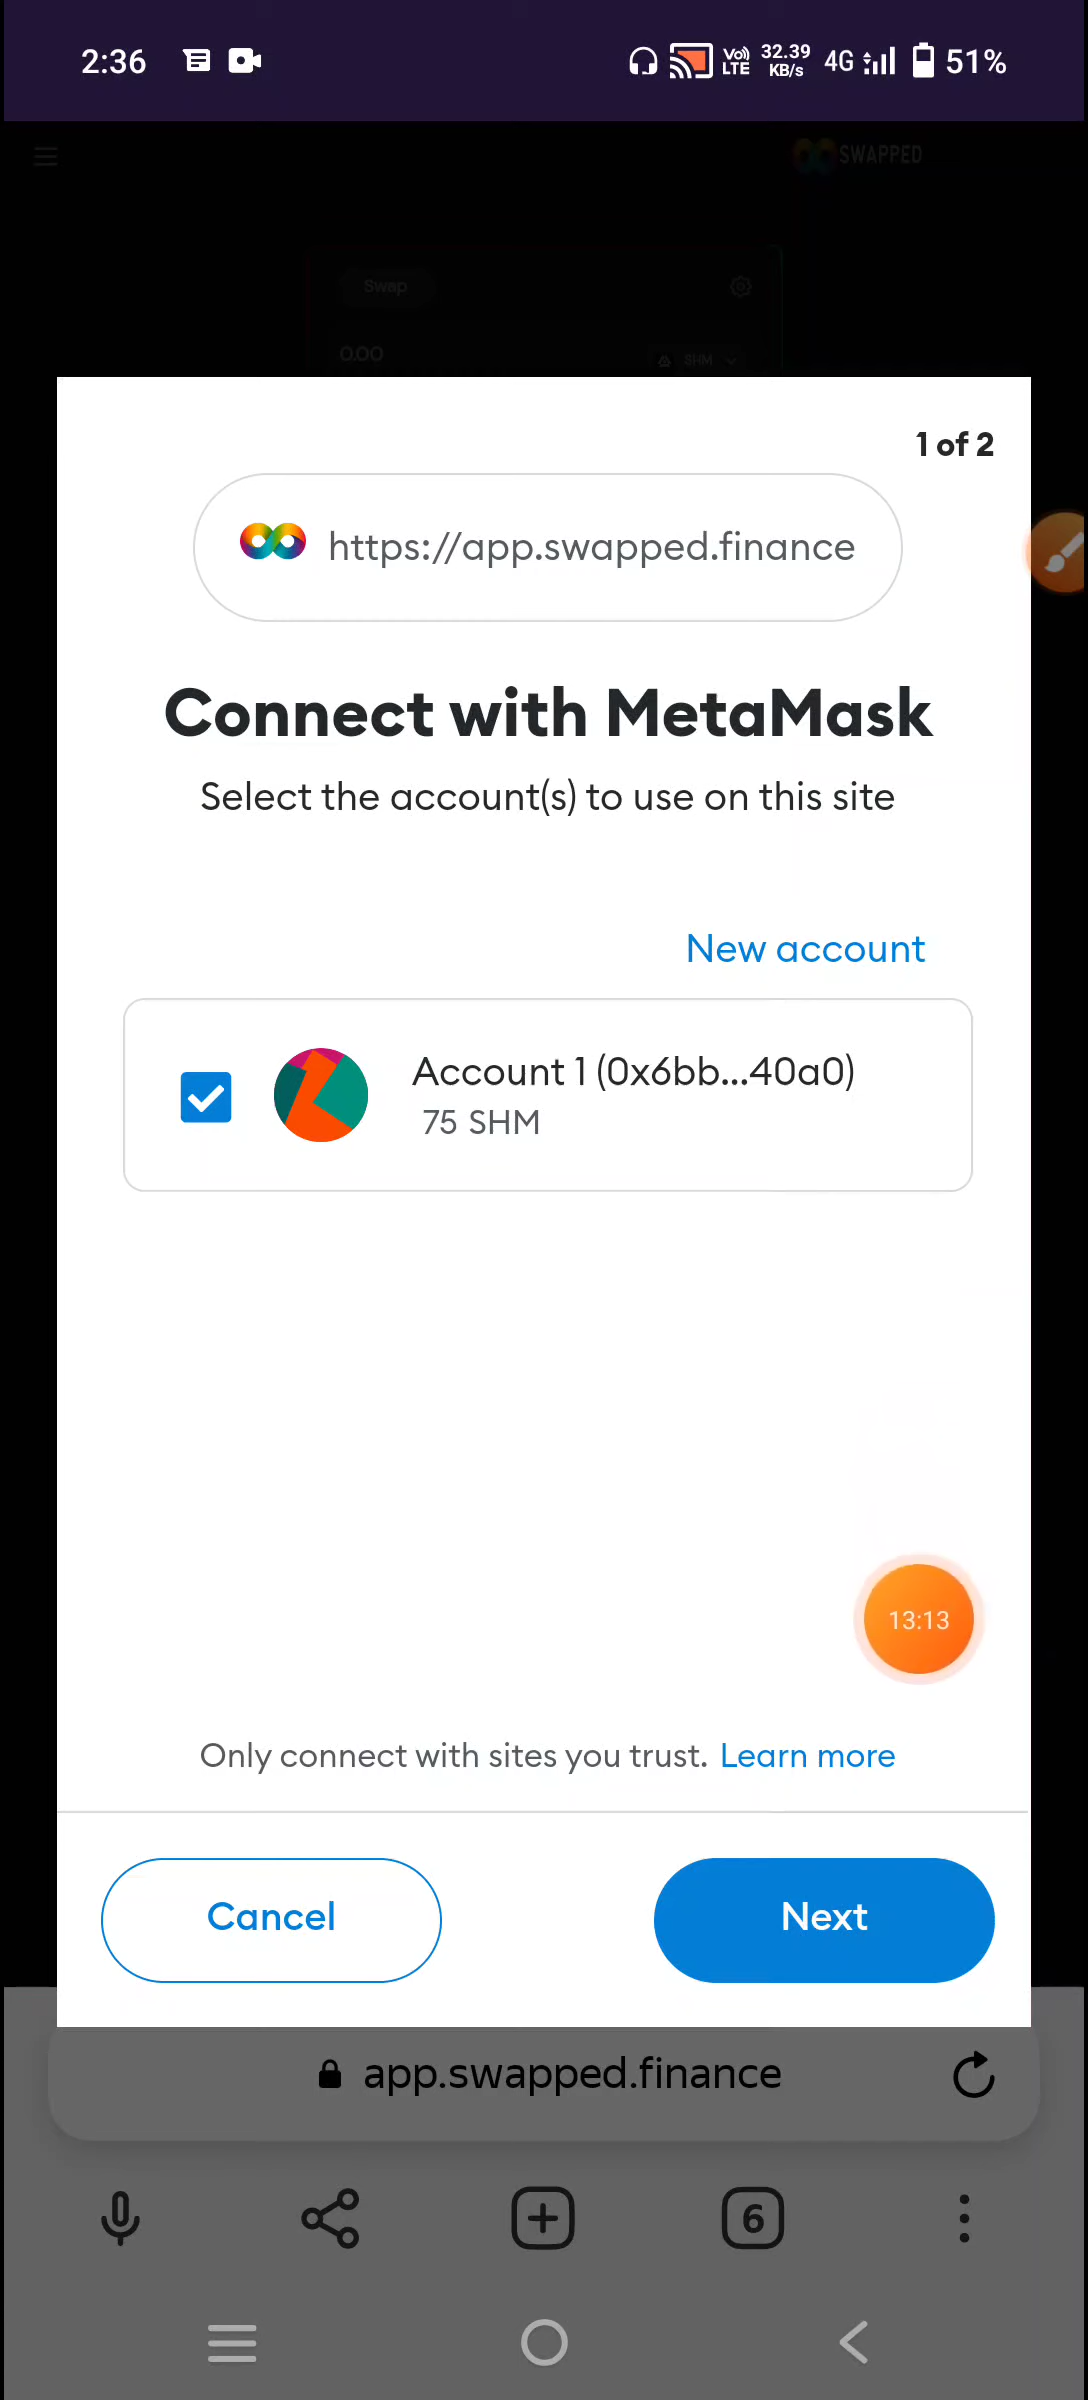 2:36
Vo) LTE
32.39 KB/s
4G
51%
SWAPPED
Swap
0.00
SHM
1 of 2
https://app.swapped.finance
Connect with MetaMask
Select the account(s) to use on this site
New account
Account 1 (0x6bb...40a0)
75 SHM
13:13
Only connect with sites you trust. Learn more
Cancel
Next
app.swapped.finance
6